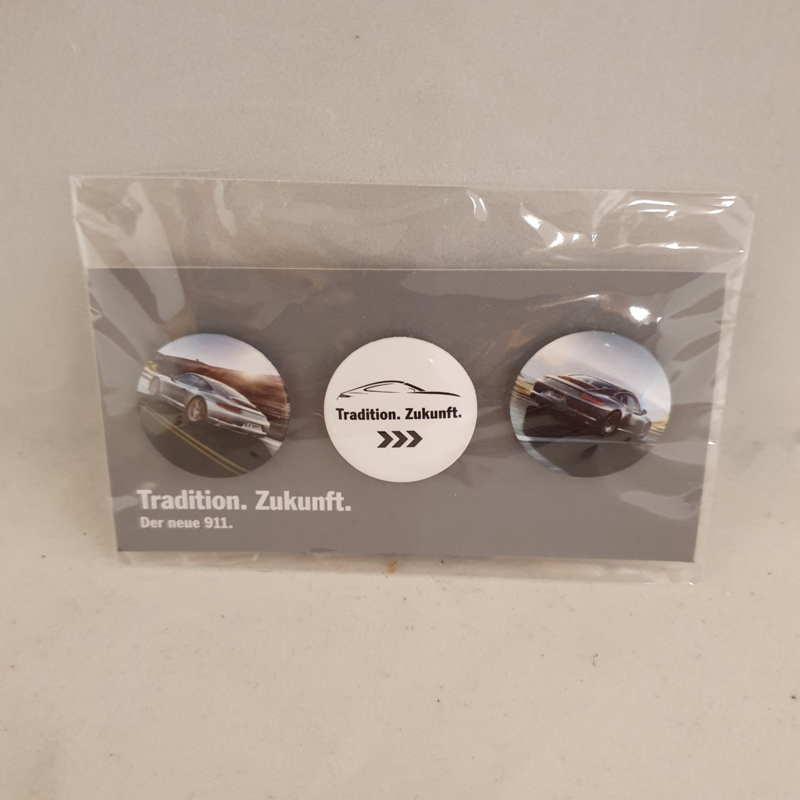 Tradition. Zukunft.
Tradition. Zukunft.
Der neue 911.